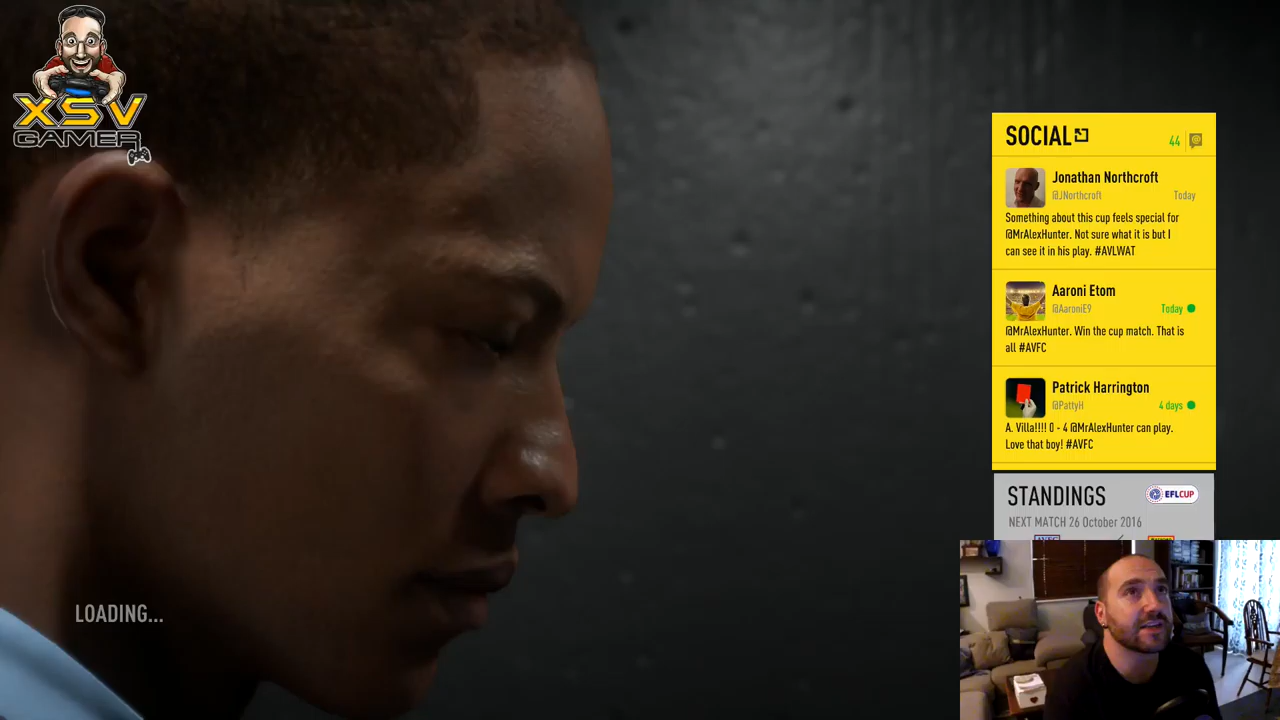 XSV
GAMER
SOCIAL
44
Jonathan Northcroft
@JNorthcroft
Today
Something about this cup feels special for
@MrAlexHunter. Not sure what it is but I
can see it in his play. #AVLWAT
Aaroni Etom
@AaroniE9
Today
@MrAlexHunter. Win the cup match. That is
all #AVFC
Patrick Harrington
@PattyH
4 days
A. Villa!!!! 0 - 4 @MrAlexHunter can play.
Love that boy! #AVFC
STANDINGS
EFLCUP
NEXT MATCH 26 October 2016
LOADING...